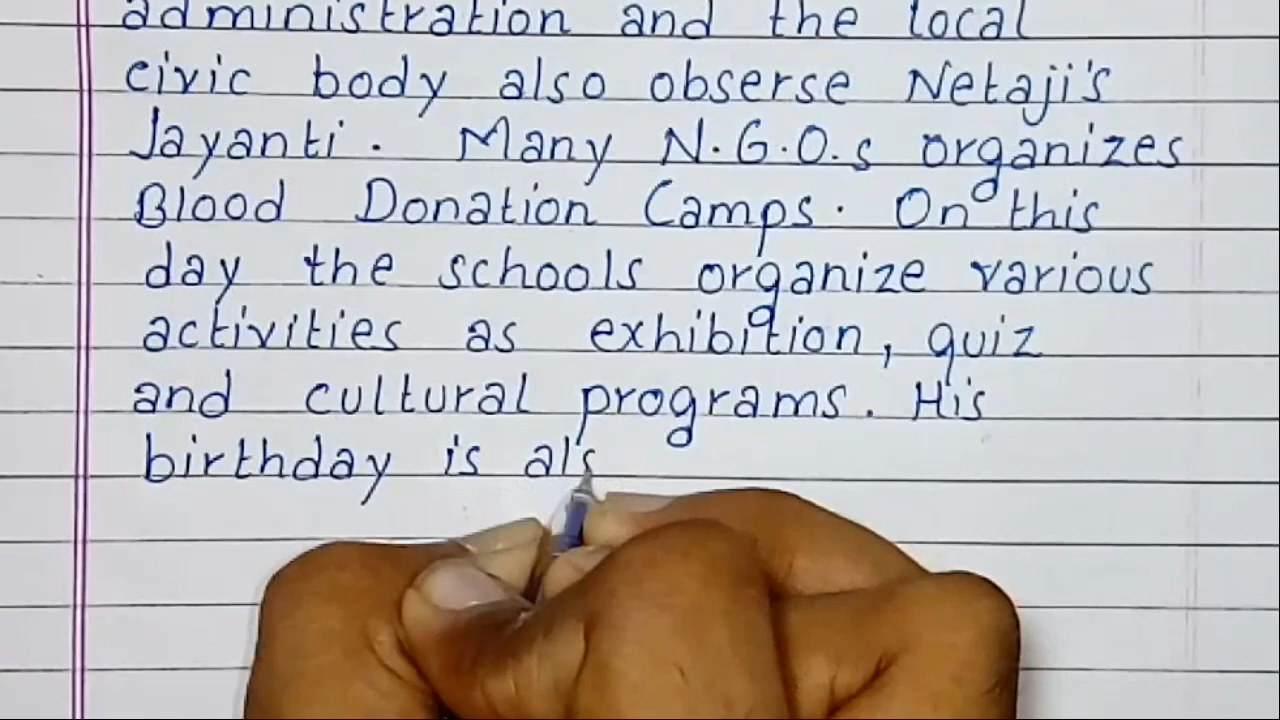 administration and the local
civic body also obserse Netaji's
Jayanti. Many N.G.O.s organizes
Blood Donation Camps. On this
day the schools organize various
activities as exhibition, quiz
and cultural programs. His
birthday is als